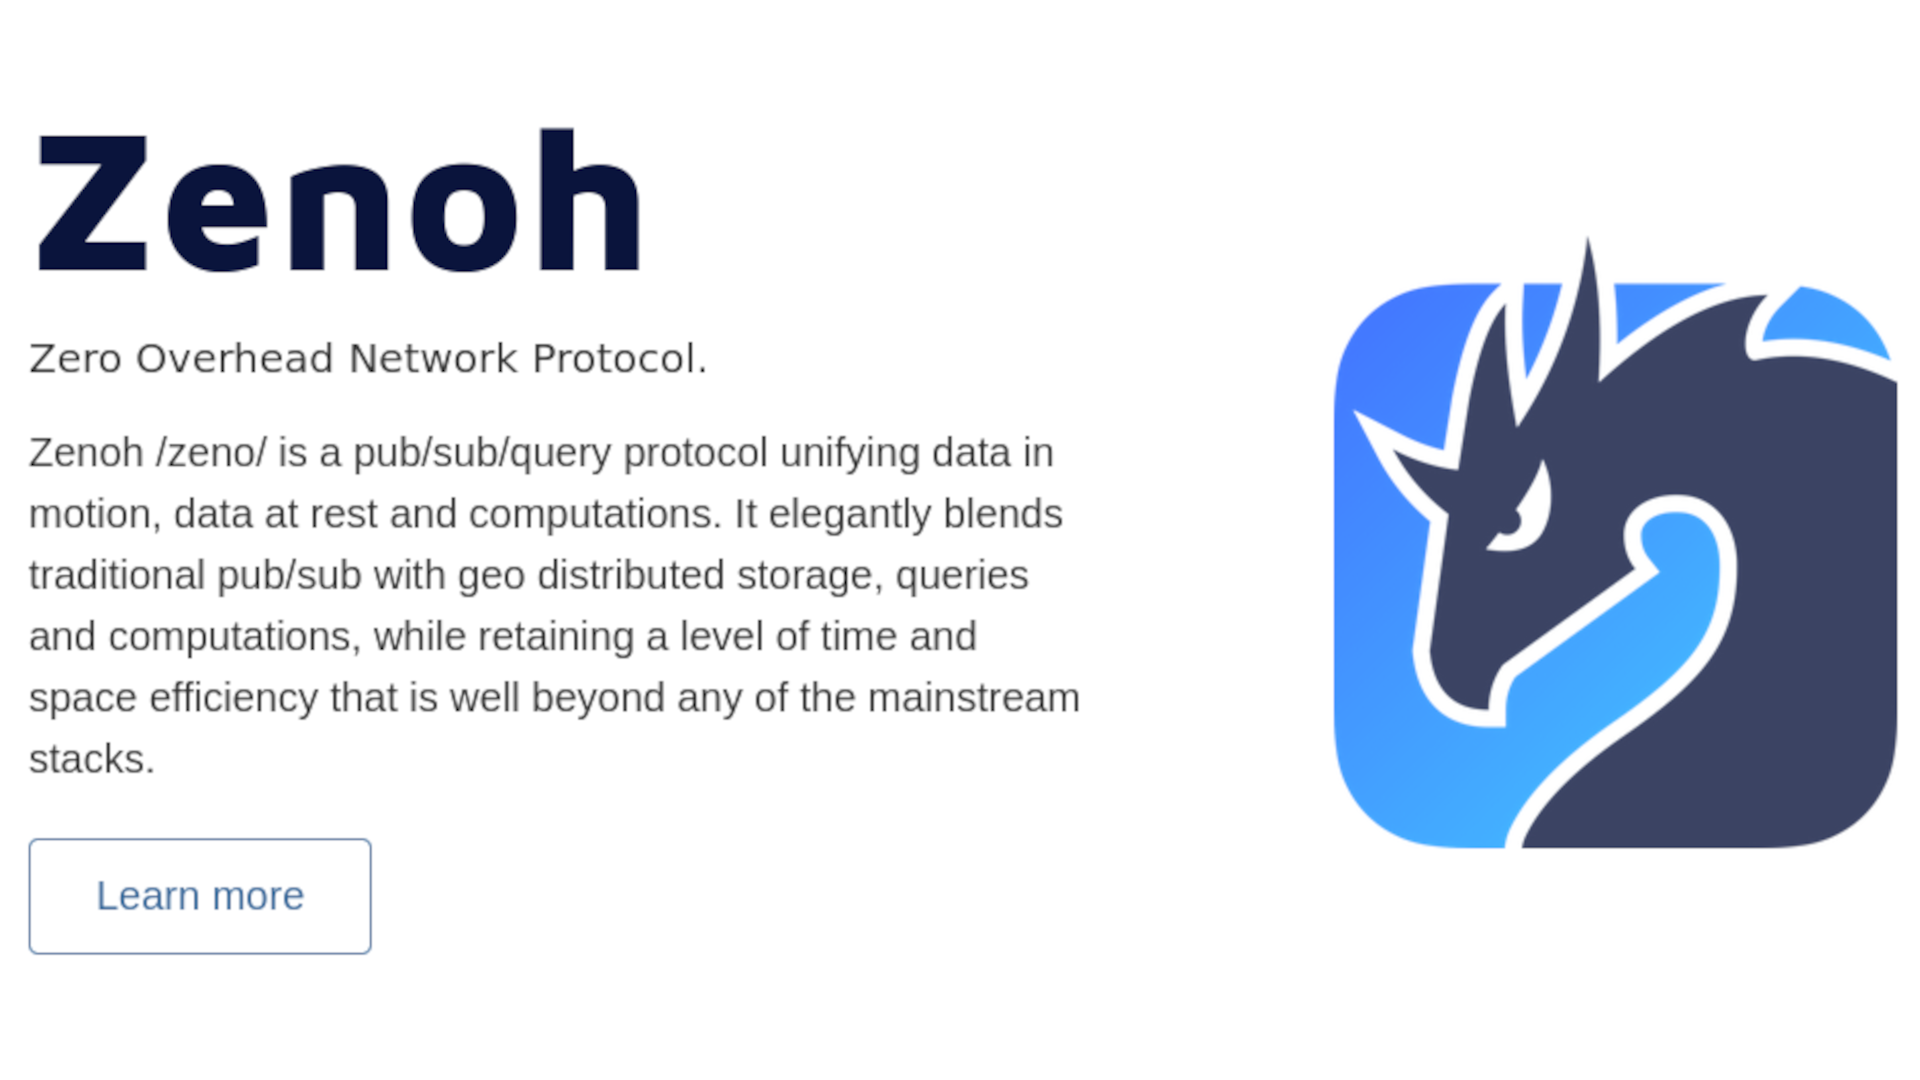 Zenoh
Zero Overhead Network Protocol.
Zenoh /zeno/ is a pub/sub/query protocol unifying data in
motion, data at rest and computations. It elegantly blends
traditional pub/sub with geo distributed storage, queries
and computations, while retaining a level of time and
space efficiency that is well beyond any of the mainstream
stacks.
Learn more